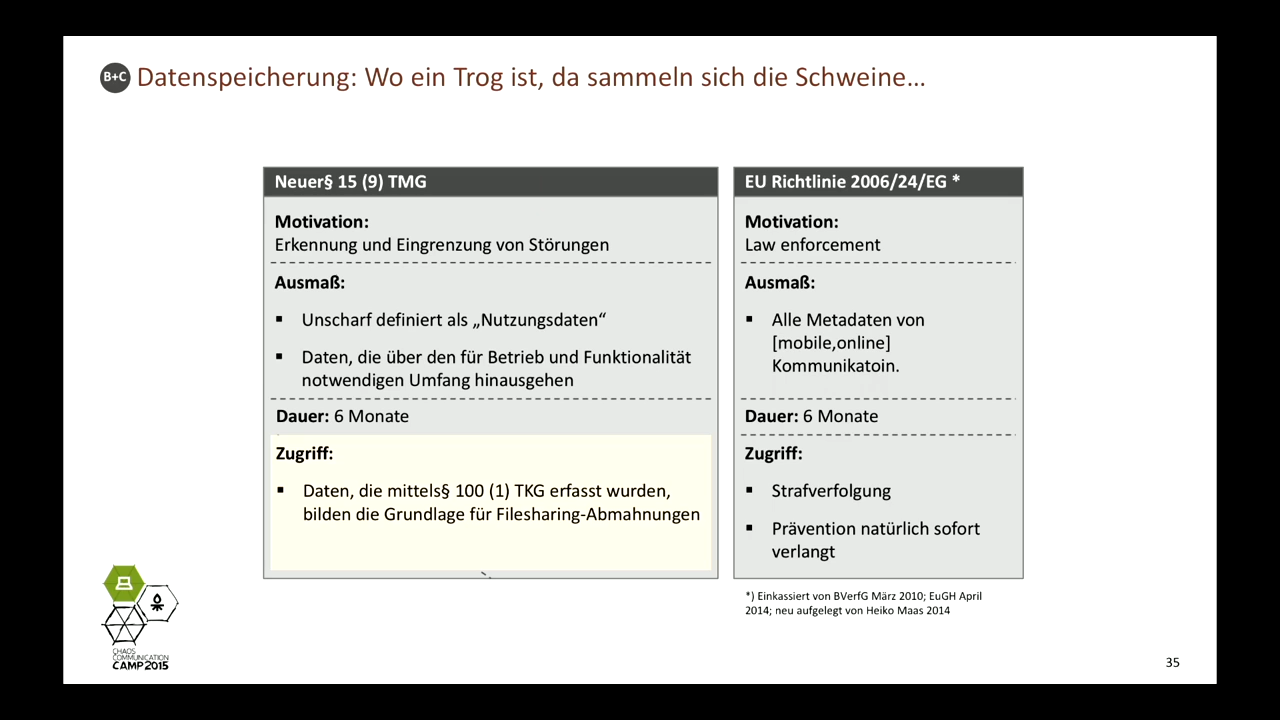 B+C Datenspeicherung: Wo ein Trog ist, da sammeln sich die Schweine…
Neuer§ 15 (9) TMG
Motivation:
Erkennung und Eingrenzung von Störungen
Ausmaß:
▪ Unscharf definiert als „Nutzungsdaten“
▪ Daten, die über den für Betrieb und Funktionalität
notwendigen Umfang hinausgehen
Dauer: 6 Monate
Zugriff:
▪ Daten, die mittels§ 100 (1) TKG erfasst wurden,
bilden die Grundlage für Filesharing-Abmahnungen
EU Richtlinie 2006/24/EG *
Motivation:
Law enforcement
Ausmaß:
▪ Alle Metadaten von
[mobile,online]
Kommunikatoin.
Dauer: 6 Monate
Zugriff:
▪ Strafverfolgung
▪ Prävention natürlich sofort
verlangt
*) Einkassiert von BVerfG März 2010; EuGH April
2014; neu aufgelegt von Heiko Maas 2014
CHAOS
COMMUNICATION
CAMP 2015
35